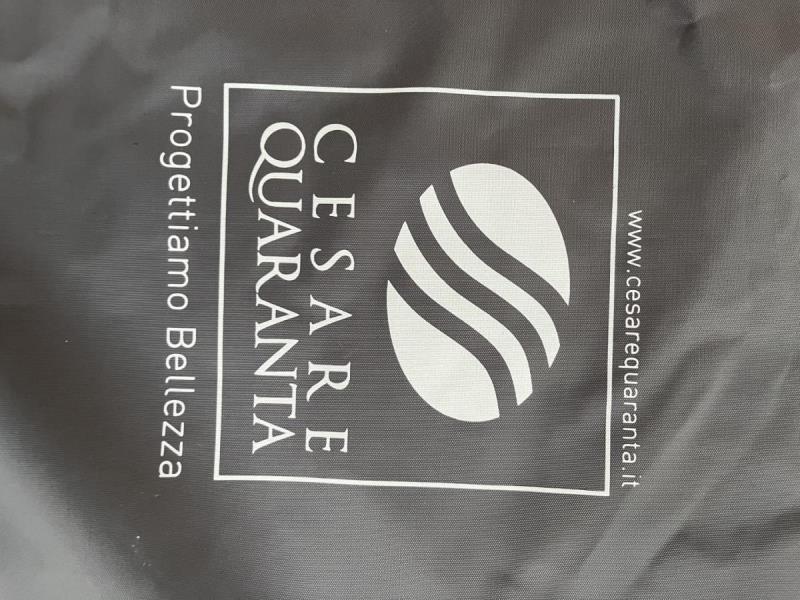 www.cesarequaranta.it
CESARE
QUARANTA
Progettiamo Bellezza